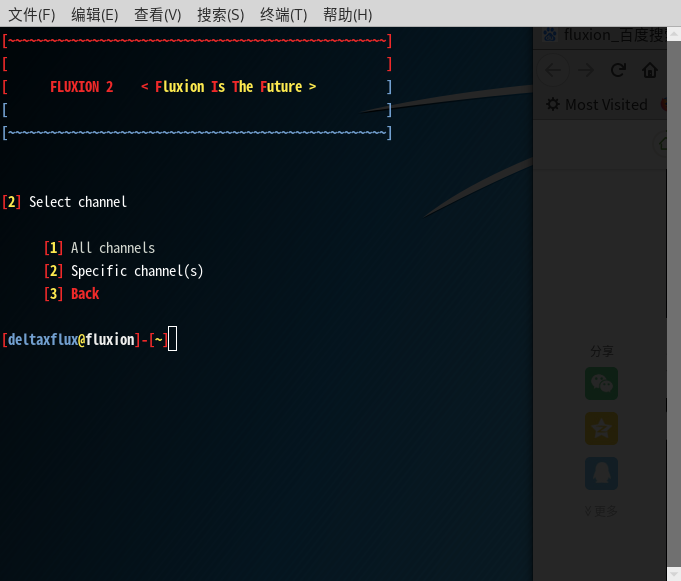 文件(F) 编辑(E) 查看(V) 搜索(S) 终端(T) 帮助(H)
[~~~~~~~~~~~~~~~~~~~~~~~~~~~~~~~~~~~~~~~~~~~~~~~~~~~~~~]
[ ]
[ FLUXION 2 < Fluxion Is The Future > ]
[ ]
[~~~~~~~~~~~~~~~~~~~~~~~~~~~~~~~~~~~~~~~~~~~~~~~~~~~~~~]
[2] Select channel
[1] All channels
[2] Specific channel(s)
[3] Back
[deltaxflux@fluxion]-[~]
fluxion_百度搜
Most Visited
分享
更多